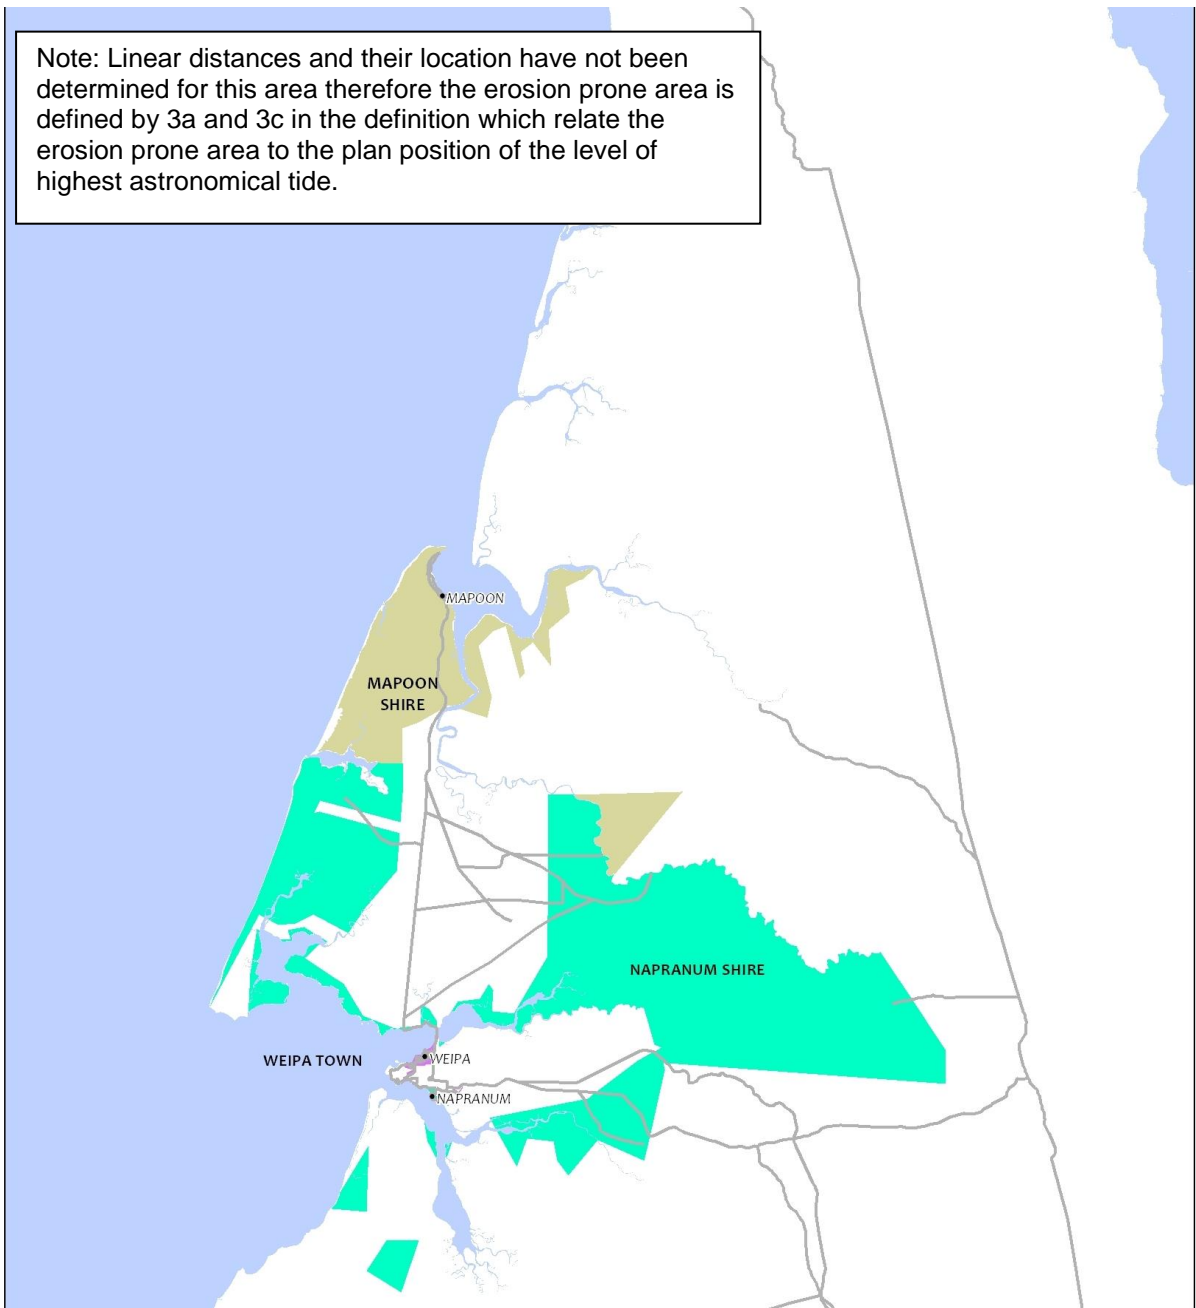 Note: Linear distances and their location have not been
determined for this area therefore the erosion prone area is
defined by 3a and 3c in the definition which relate the
erosion prone area to the plan position of the level of
highest astronomical tide.
MAPOON
MAPOON
SHIRE
NAPRANUM SHIRE
WEIPA TOWN
WEIPA
NAPRANUM